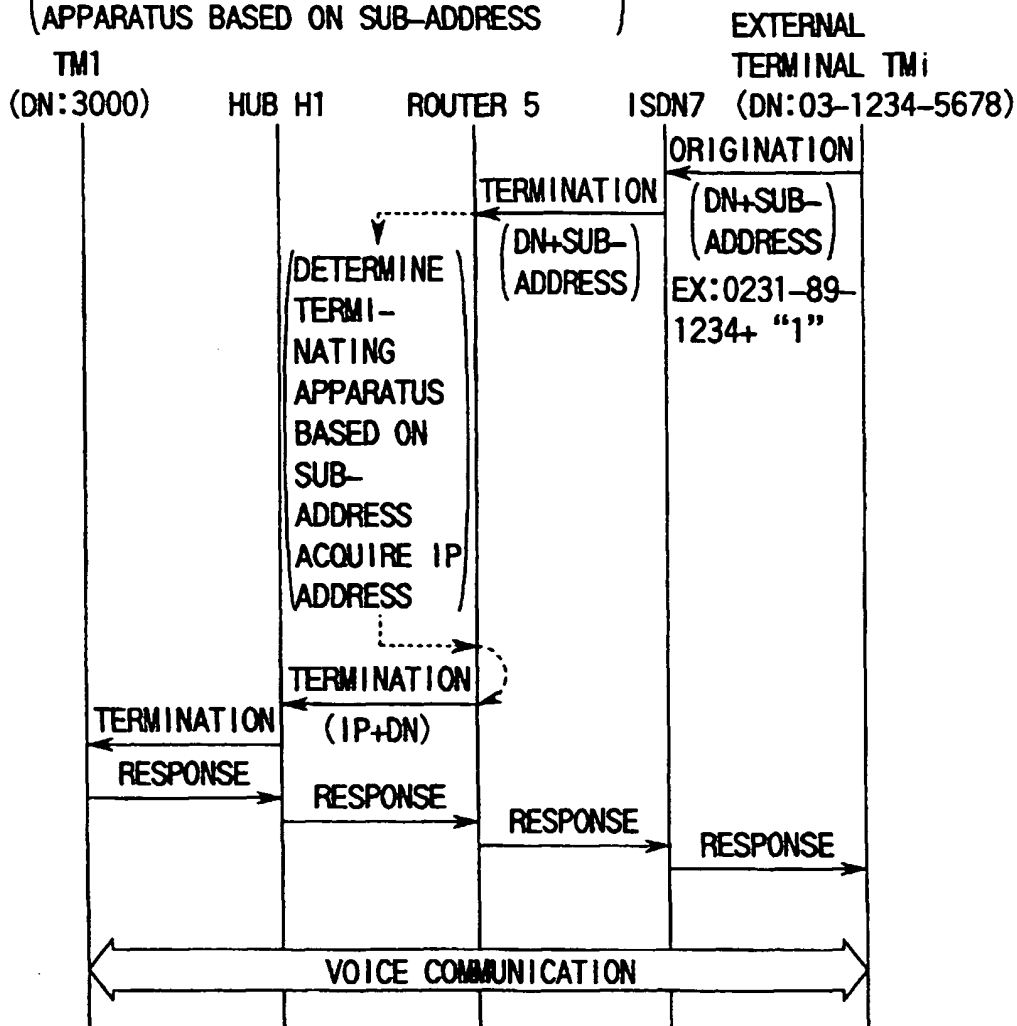 APPARATUS BASED ON SUB-ADDRESS
EXTERNAL
TERMINAL TMi
(DN:03-1234-5678)
TM1
(DN:3000)
HUB H1
ROUTER 5
ISDN7
ORIGINATION
(DN+SUB-
ADDRESS)
EX:0231-89-
1234+ "1"
TERMINATION
(DN+SUB-
ADDRESS)
(DETERMINE
TERMI-
NATING
APPARATUS
BASED ON
SUB-
ADDRESS
ACQUIRE IP
ADDRESS)
TERMINATION
(IP+DN)
TERMINATION
RESPONSE
RESPONSE
RESPONSE
RESPONSE
VOICE COMMUNICATION